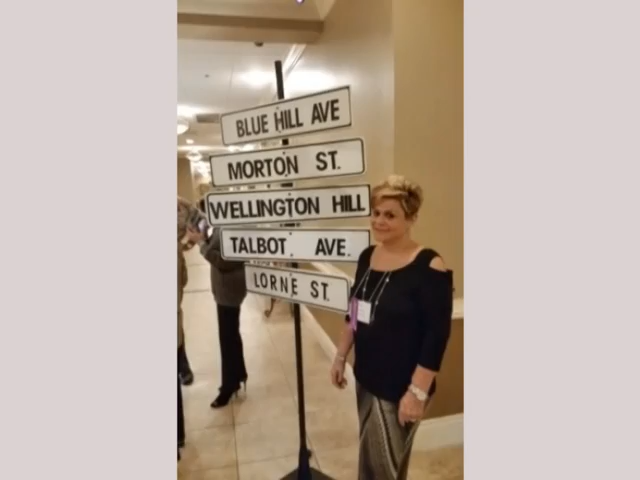 BLUE HILL AVE
MORTON ST.
WELLINGTON HILL
TALBOT. AVE.
LORNE ST.